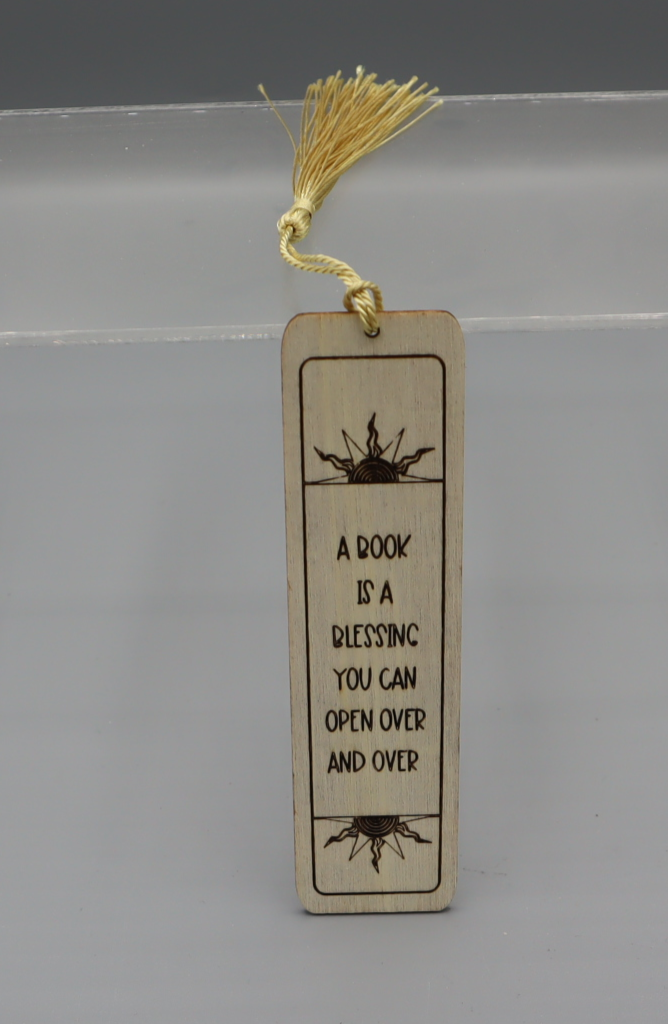 A BOOK
IS A
BLESSING
YOU CAN
OPEN OVER
AND OVER